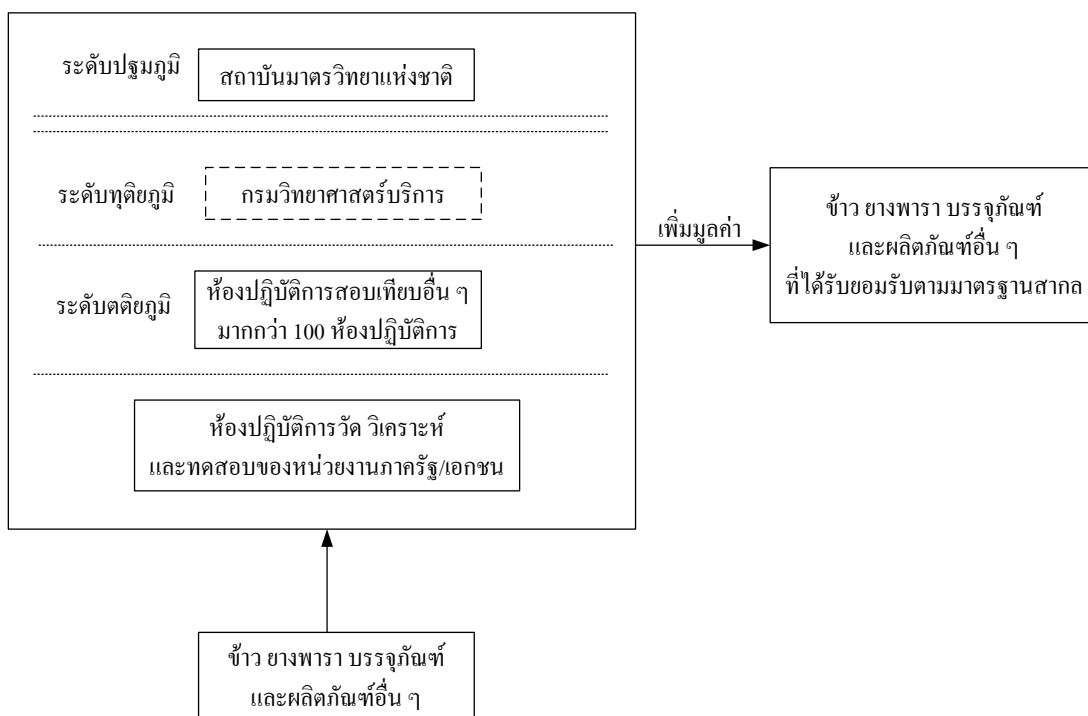 ระดับปฐมภูมิ
สถาบันมาตรวิทยาแห่งชาติ
ระดับทุติยภูมิ
กรมวิทยาศาสตร์บริการ
ระดับตติยภูมิ
ห้องปฏิบัติการสอบเทียบอื่น ๆ
มากกว่า 100 ห้องปฏิบัติการ
ห้องปฏิบัติการวัด วิเคราะห์
และทดสอบของหน่วยงานภาครัฐ/เอกชน
เพิ่มมูลค่า
ข้าว ยางพารา บรรจุภัณฑ์
และผลิตภัณฑ์อื่น ๆ
ที่ได้รับยอมรับตามมาตรฐานสากล
ข้าว ยางพารา บรรจุภัณฑ์
และผลิตภัณฑ์อื่น ๆ